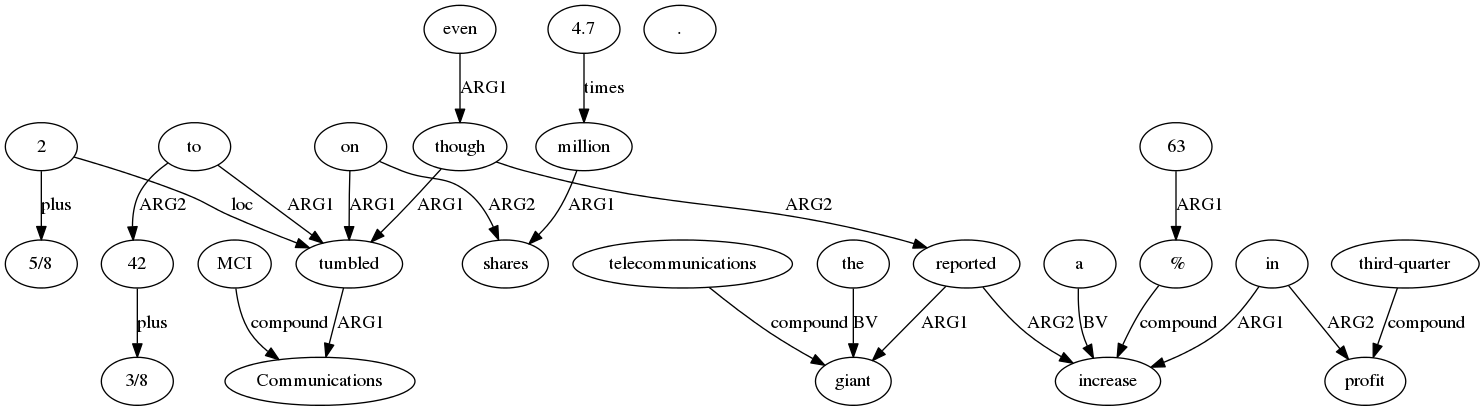 even 4.7 .
ARG1 times
2 to on though million 63
plus ARG2 loc ARG1 ARG1 ARG1 ARG2 ARG1 ARG2 ARG1
5/8 42 MCI tumbled shares telecommunications the reported a % in third-quarter
plus compound ARG1 compound BV ARG1 ARG2 BV compound ARG1 ARG2 compound
3/8 Communications giant increase profit